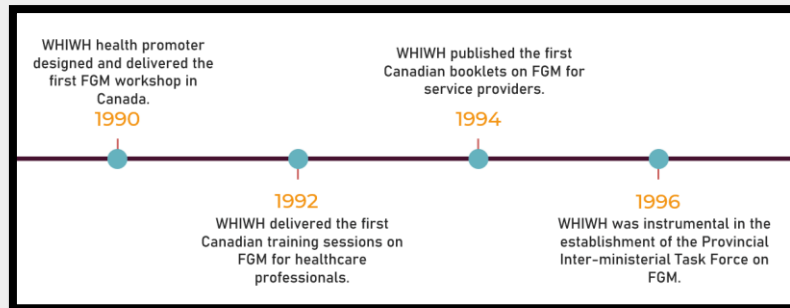 WHIWH health promoter
designed and delivered the
first FGM workshop in
Canada.
1990
WHIWH published the first
Canadian booklets on FGM for
service providers.
1994
1992
WHIWH delivered the first
Canadian training sessions on
FGM for healthcare
professionals.
1996
WHIWH was instrumental in the
establishment of the Provincial
Inter-ministerial Task Force on
FGM.